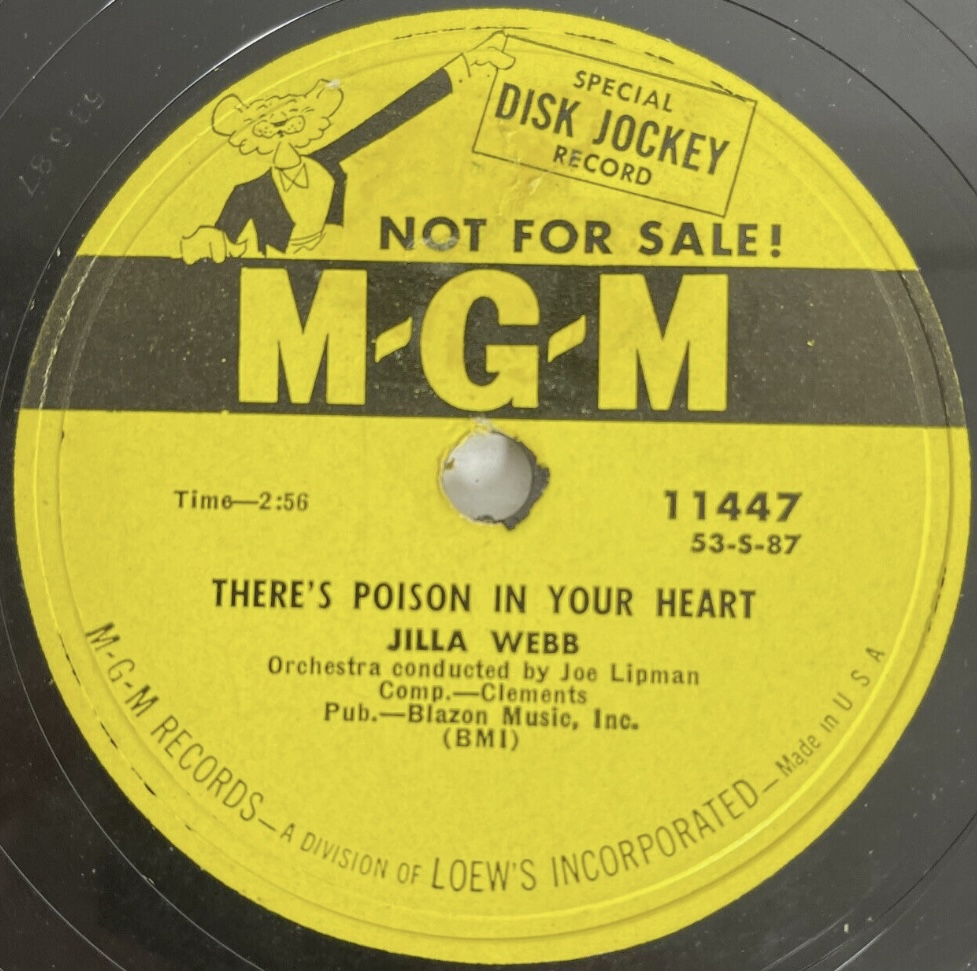 SPECIAL
DISK JOCKEY
RECORD
NOT FOR SALE!
M-G-M
Time—2:56
11447
53-S-87
THERE'S POISON IN YOUR HEART
JILLA WEBB
Orchestra conducted by Joe Lipman
Comp.—Clements
Pub.—Blazon Music, Inc.
(BMI)
M-G-M RECORDS—A DIVISION OF LOEW'S INCORPORATED—Made in U S A